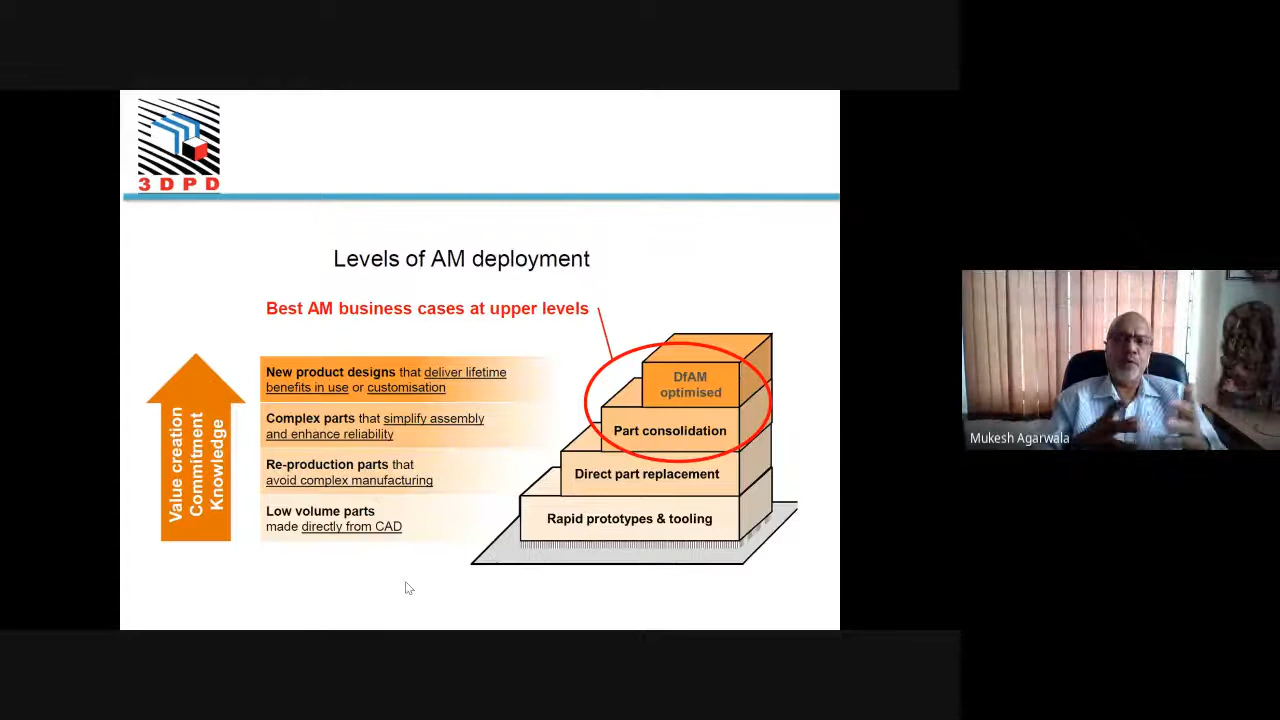 3DPD
Levels of AM deployment
Best AM business cases at upper levels
Value creation
Commitment
Knowledge
New product designs that deliver lifetime
benefits in use or customisation
Complex parts that simplify assembly
and enhance reliability
Re-production parts that
avoid complex manufacturing
Low volume parts
made directly from CAD
DfAM
optimised
Part consolidation
Direct part replacement
Rapid prototypes & tooling
Mukesh Agarwala